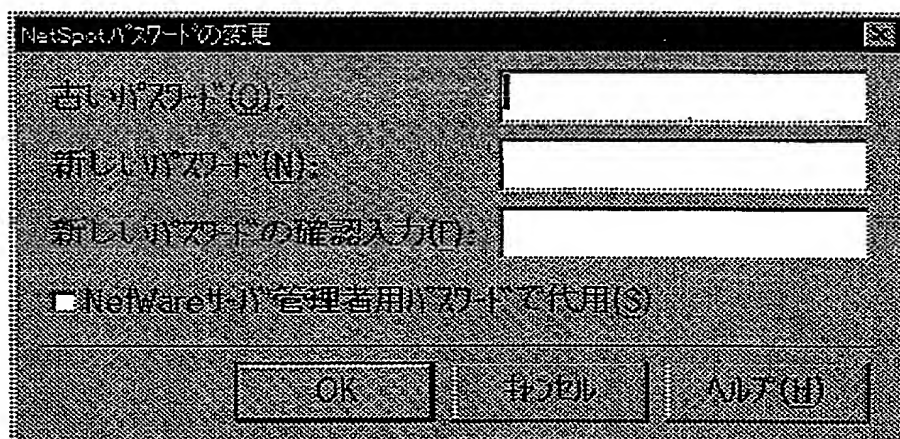 NetSpotパスワードの変更
古いパスワード(O):
新しいパスワード(N):
新しいパスワードの確認入力(F):
NetWareサーバ管理者用パスワードで代用(S)
OK キャンセル ヘルプ(H)